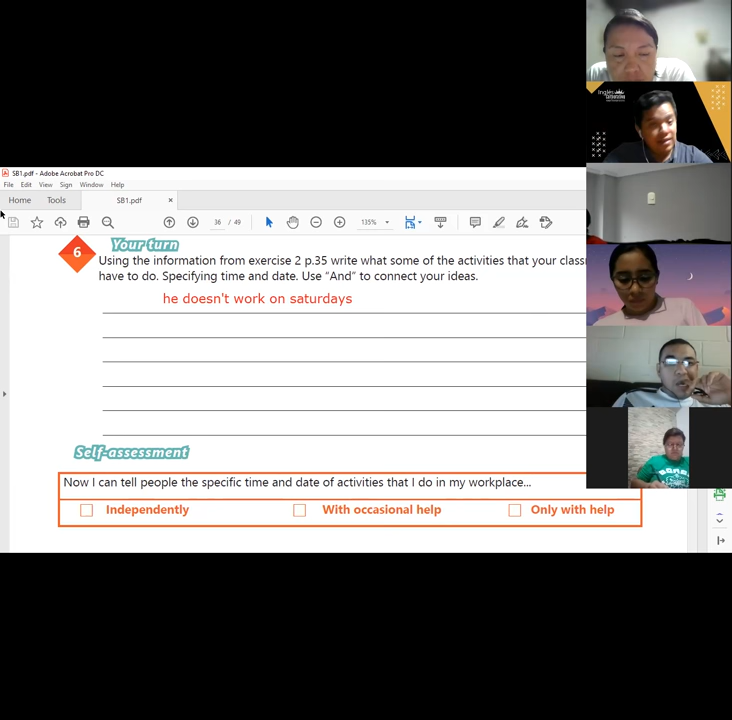 SB1.pdf - Adobe Acrobat Pro DC
File Edit View Sign Window Help
Home Tools SB1.pdf ×
36 / 49 135%
6 Your turn
Using the information from exercise 2 p.35 write what some of the activities that your
have to do. Specifying time and date. Use “And” to connect your ideas.
he doesn't work on saturdays
Self-assessment
Now I can tell people the specific time and date of activities that I do in my workplace...
Independently With occasional help Only with help
Inglés